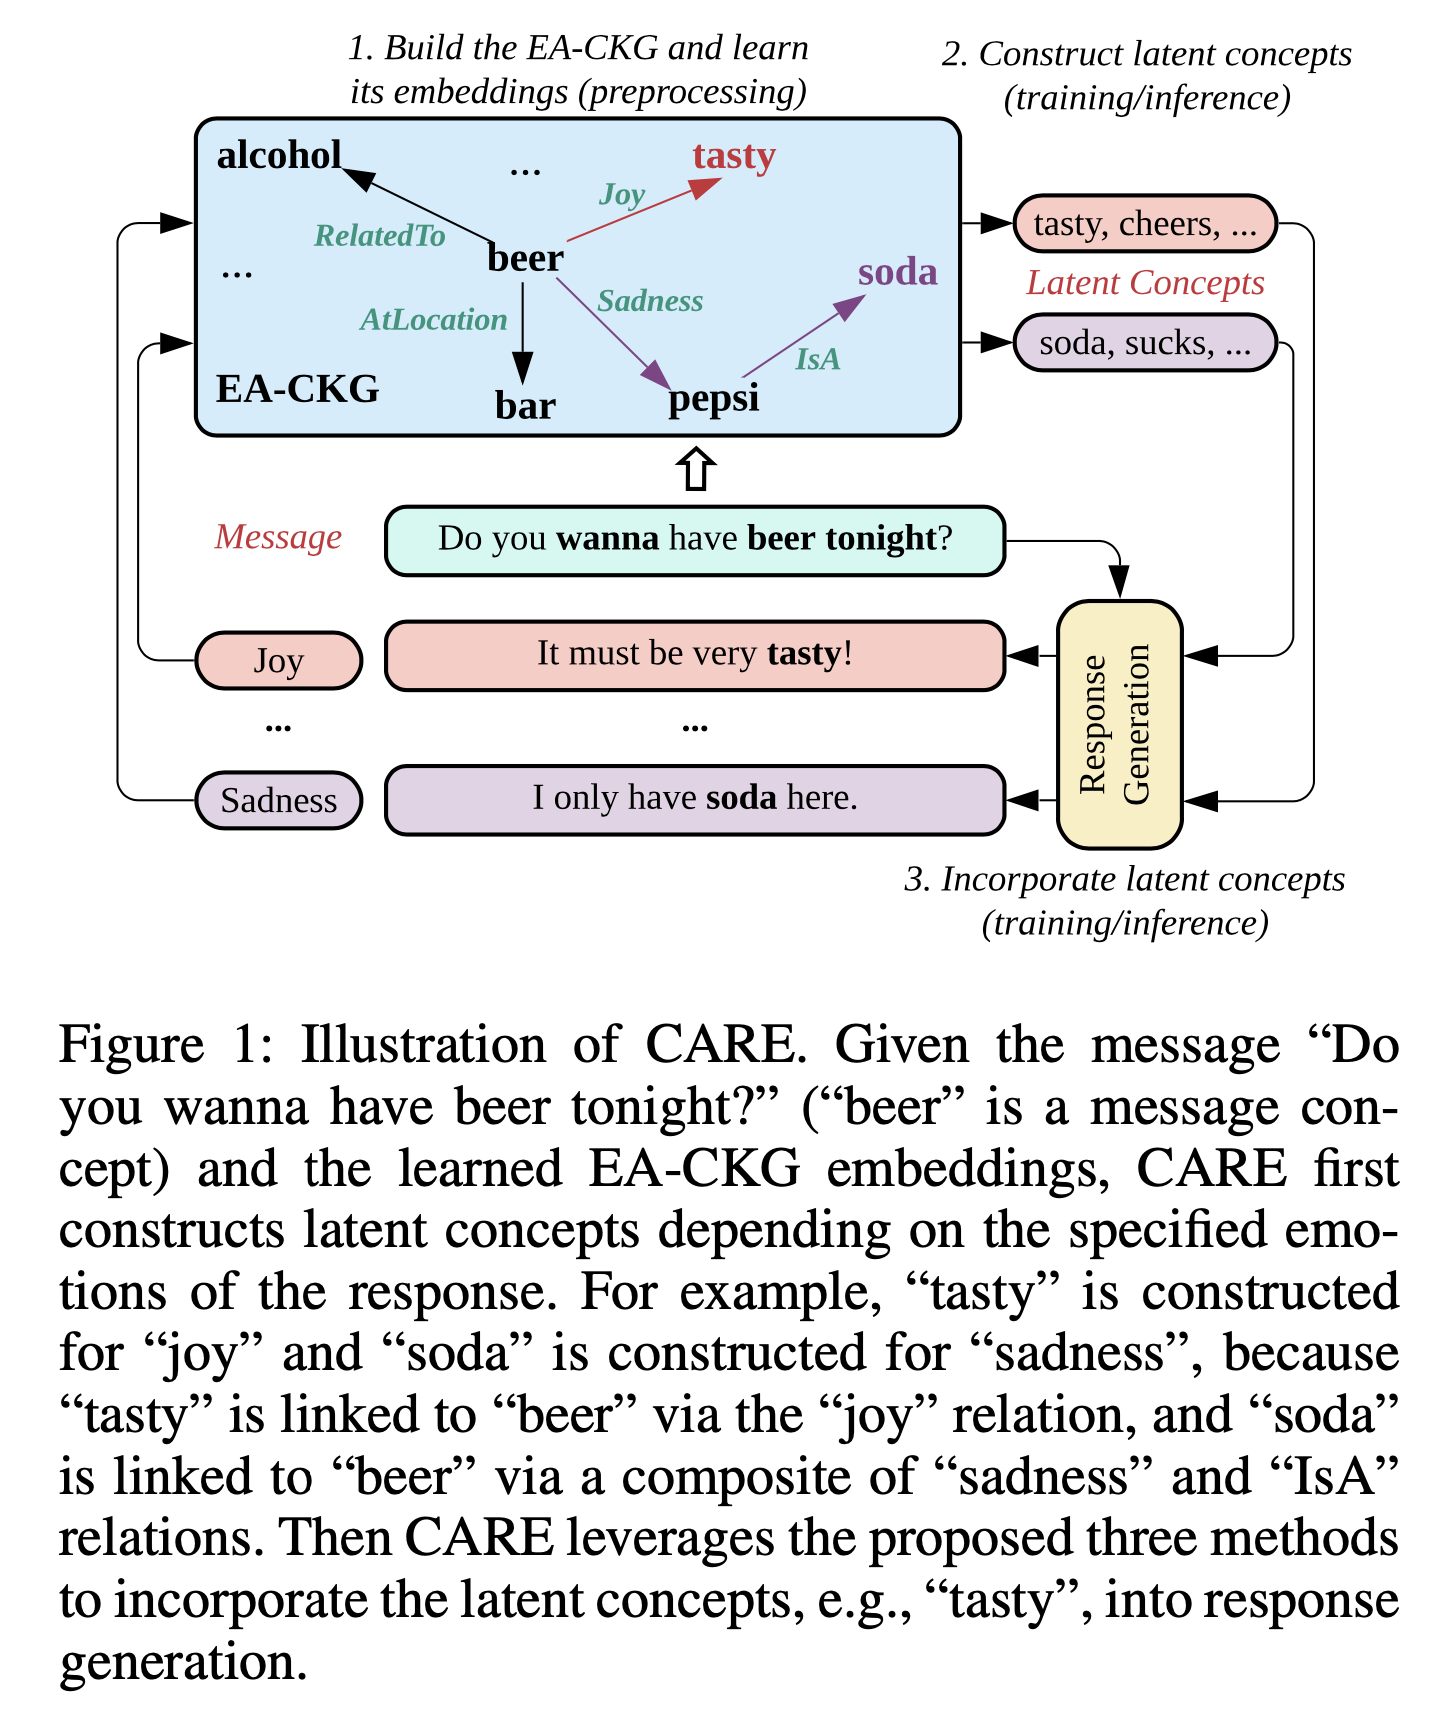 1. Build the EA-CKG and learn
its embeddings (preprocessing)
2. Construct latent concepts
(training/inference)
alcohol
...
tasty
Joy
RelatedTo
beer
...
soda
Sadness
AtLocation
IsA
EA-CKG
bar
pepsi
tasty, cheers, ...
Latent Concepts
soda, sucks, ...
Message
Do you wanna have beer tonight?
Joy
It must be very tasty!
...
...
Sadness
I only have soda here.
Response
Generation
3. Incorporate latent concepts
(training/inference)
Figure 1: Illustration of CARE. Given the message “Do
you wanna have beer tonight?” (“beer” is a message con-
cept) and the learned EA-CKG embeddings, CARE first
constructs latent concepts depending on the specified emo-
tions of the response. For example, “tasty” is constructed
for “joy” and “soda” is constructed for “sadness”, because
“tasty” is linked to “beer” via the “joy” relation, and “soda”
is linked to “beer” via a composite of “sadness” and “IsA”
relations. Then CARE leverages the proposed three methods
to incorporate the latent concepts, e.g., “tasty”, into response
generation.